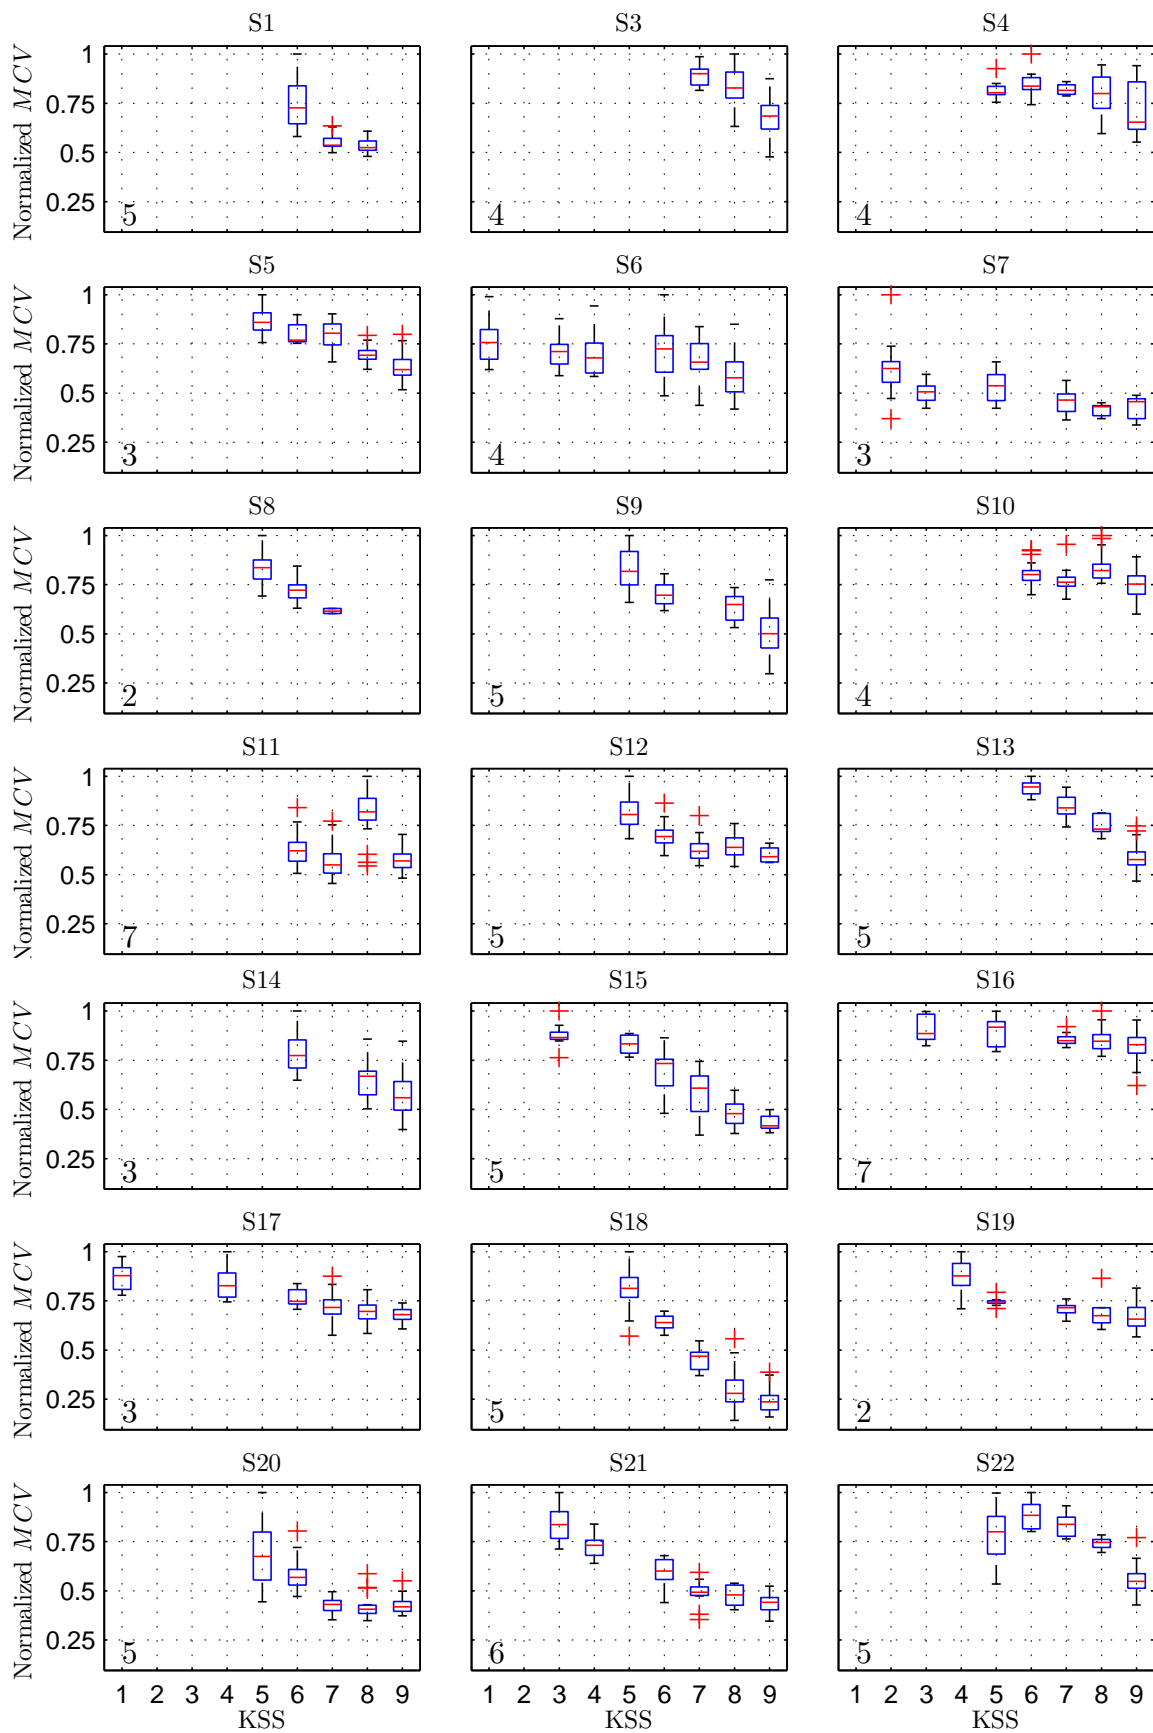 S1 S3 S4
Normalized MCV
1
0.75
0.5
0.25
5 4 4
S5 S6 S7
Normalized MCV
1
0.75
0.5
0.25
3 4 3
S8 S9 S10
Normalized MCV
1
0.75
0.5
0.25
2 5 4
S11 S12 S13
Normalized MCV
1
0.75
0.5
0.25
7 5 5
S14 S15 S16
Normalized MCV
1
0.75
0.5
0.25
3 5 7
S17 S18 S19
Normalized MCV
1
0.75
0.5
0.25
3 5 2
S20 S21 S22
Normalized MCV
1
0.75
0.5
0.25
5 6 5
1 2 3 4 5 6 7 8 9 1 2 3 4 5 6 7 8 9 1 2 3 4 5 6 7 8 9
KSS KSS KSS